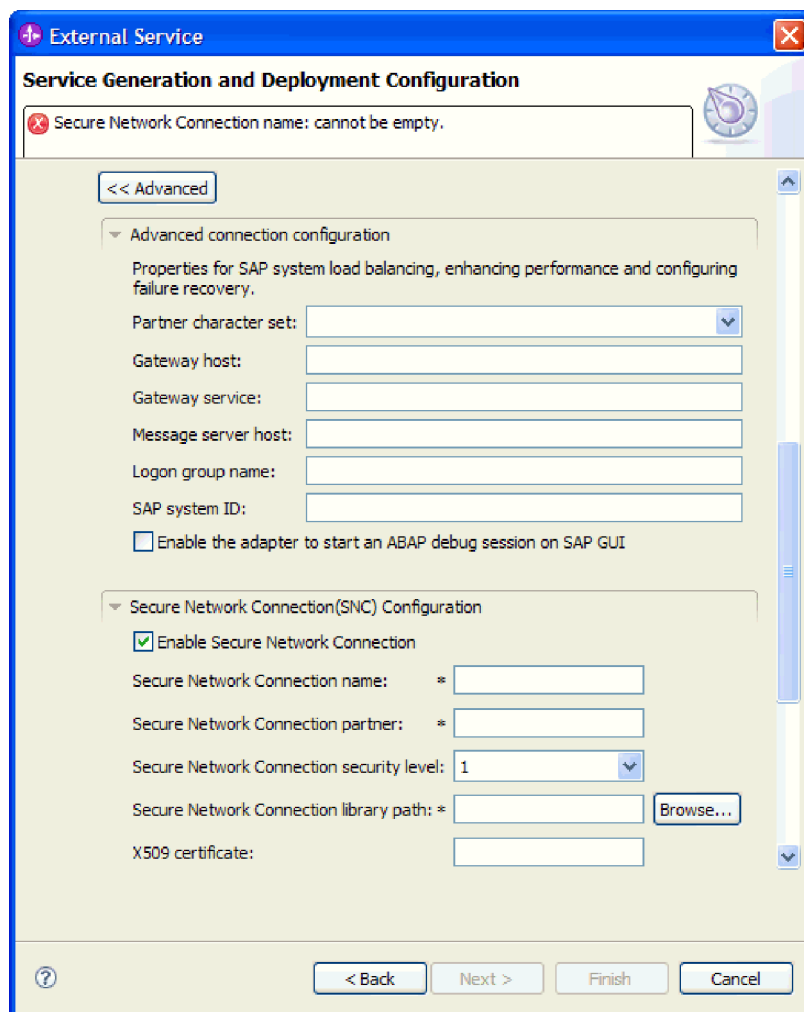 External Service
Service Generation and Deployment Configuration
Secure Network Connection name: cannot be empty.
<< Advanced
Advanced connection configuration
Properties for SAP system load balancing, enhancing performance and configuring
failure recovery.
Partner character set:
Gateway host:
Gateway service:
Message server host:
Logon group name:
SAP system ID:
Enable the adapter to start an ABAP debug session on SAP GUI
Secure Network Connection(SNC) Configuration
Enable Secure Network Connection
Secure Network Connection name: *
Secure Network Connection partner: *
Secure Network Connection security level: 1
Secure Network Connection library path: * Browse...
X509 certificate:
? < Back Next > Finish Cancel